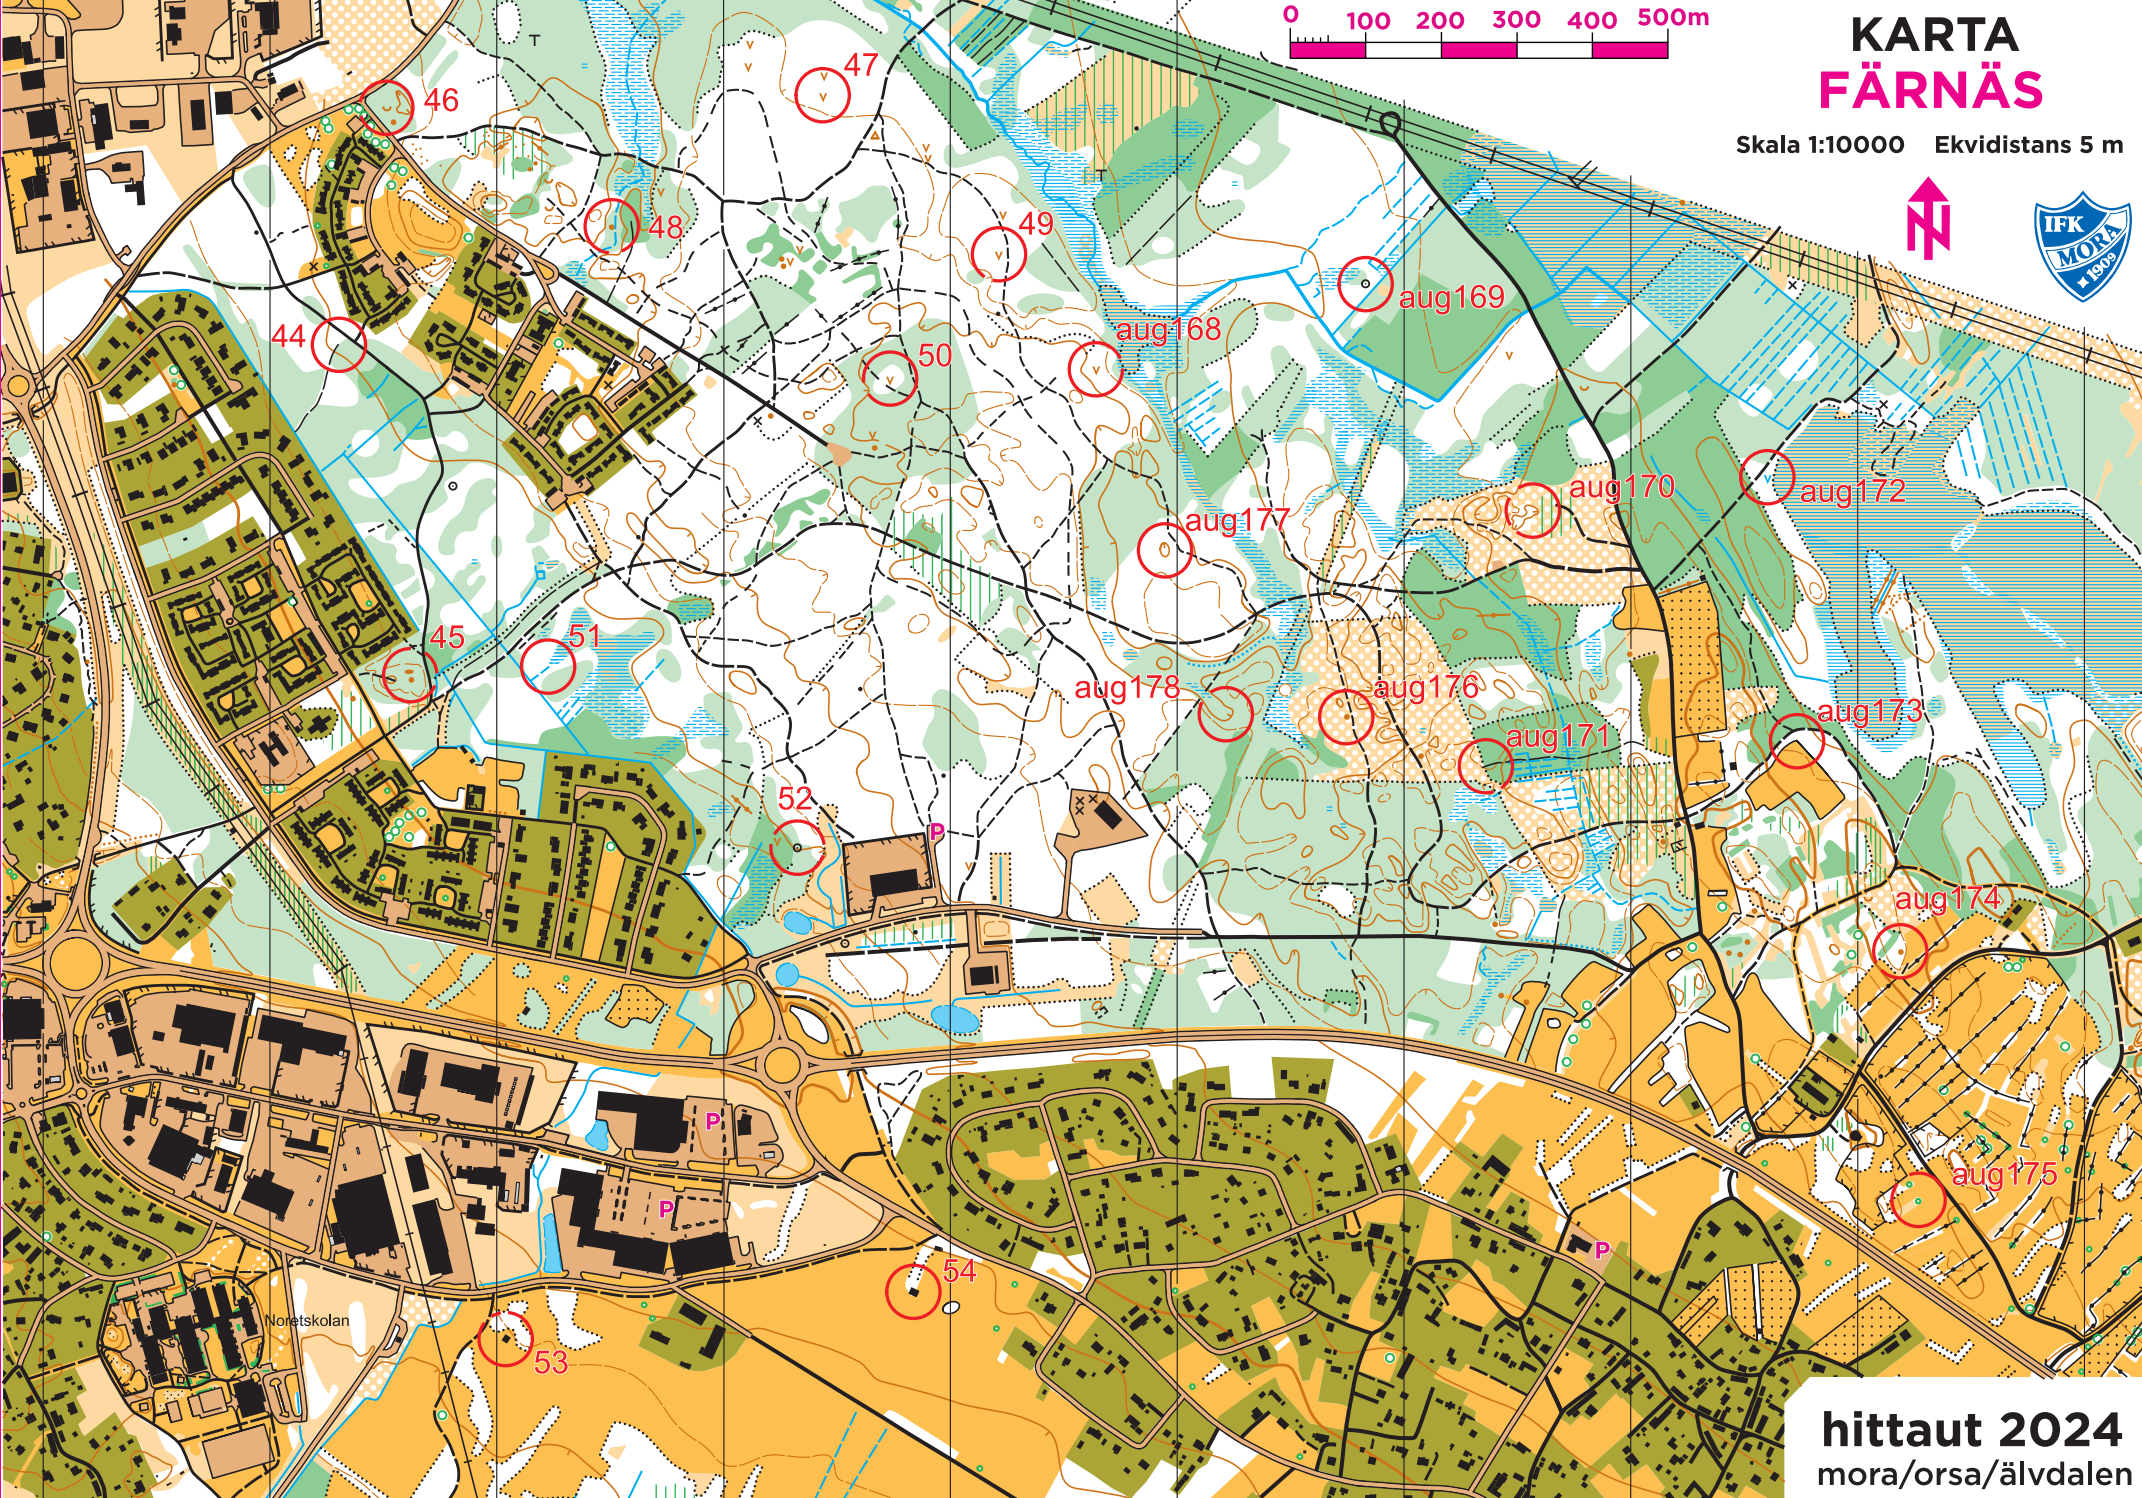 0 100 200 300 400 500m
KARTA
FÄRNÄS
Skala 1:10000 Ekvidistans 5 m
N
IFK
MORA
1909
47
46
48
49
44
aug168
aug169
50
aug170
aug172
aug177
45
51
aug178
aug176
aug171
aug173
52
P
H
aug174
P
aug175
P
P
54
Noretskolan
53
hittaut 2024
mora/orsa/älvdalen